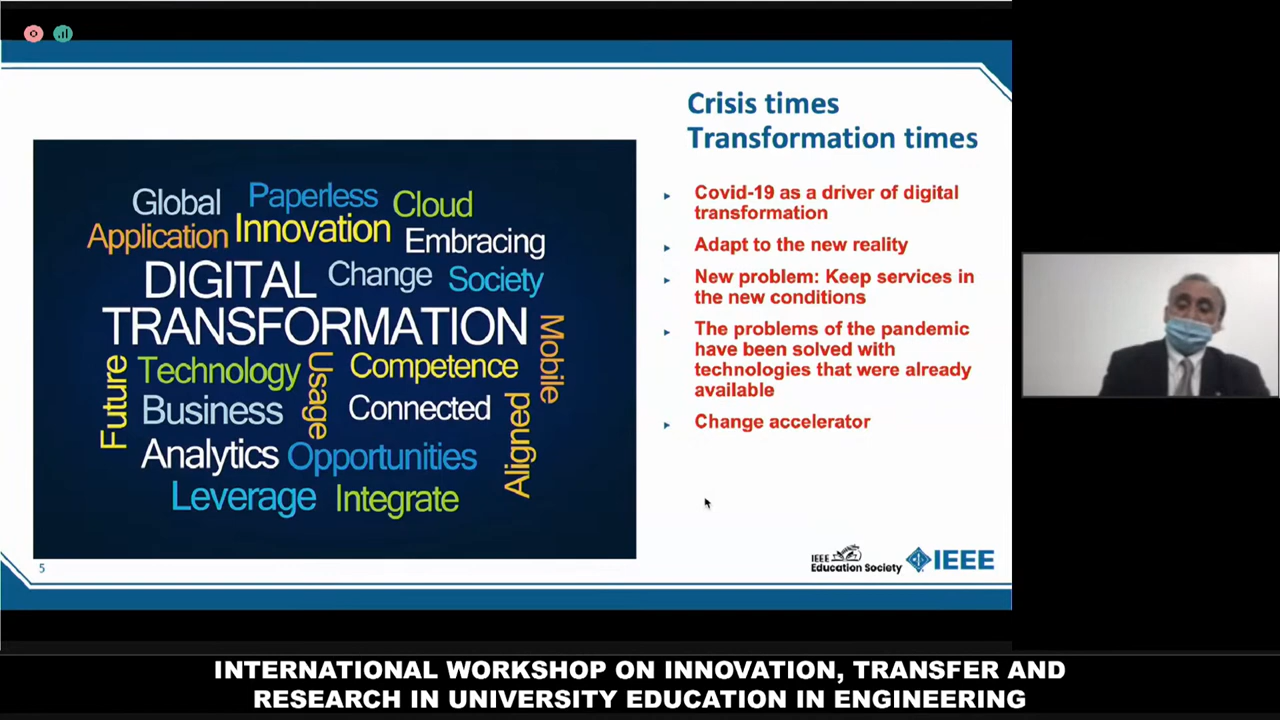 Crisis times
Transformation times
Global Paperless Cloud
Application Innovation Embracing
DIGITAL Change Society
TRANSFORMATION
Mobile
Future Technology Usage Competence
Business Connected
Aligned
Analytics Opportunities
Leverage Integrate
Covid-19 as a driver of digital
transformation
Adapt to the new reality
New problem: Keep services in
the new conditions
The problems of the pandemic
have been solved with
technologies that were already
available
Change accelerator
5
IEEE
Education Society
IEEE
INTERNATIONAL WORKSHOP ON INNOVATION, TRANSFER AND
RESEARCH IN UNIVERSITY EDUCATION IN ENGINEERING